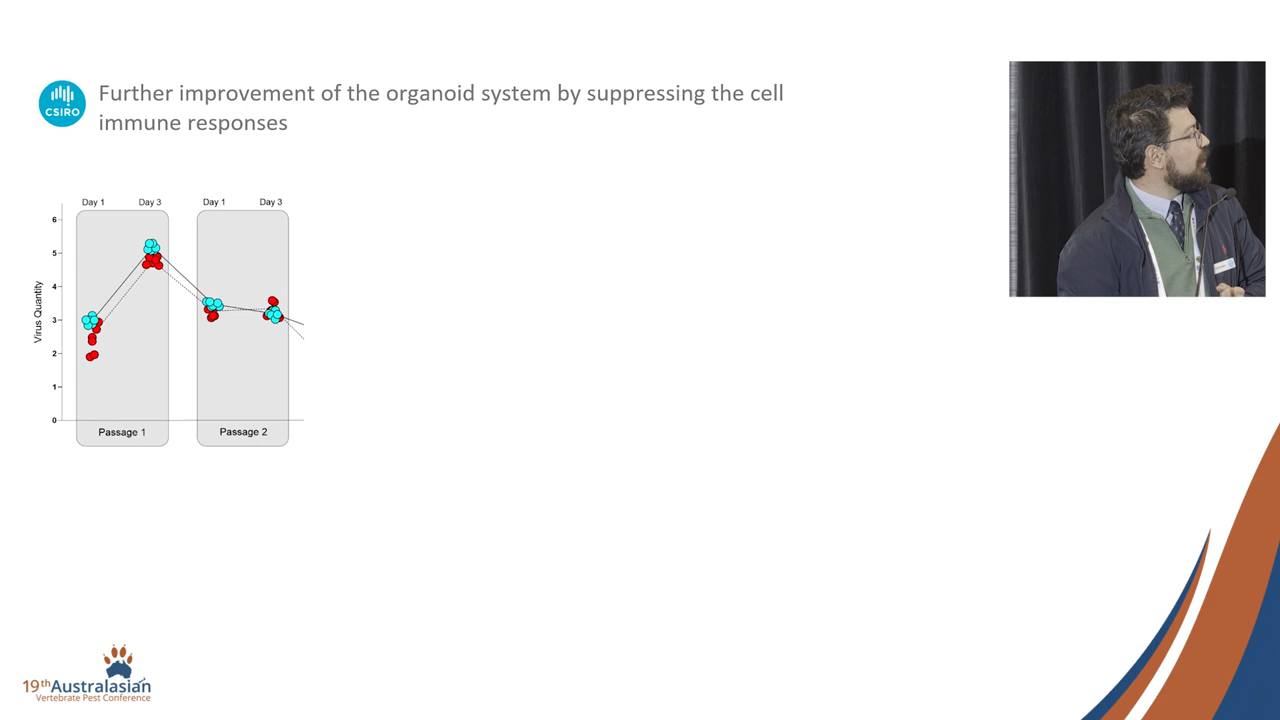 Further improvement of the organoid system by suppressing the cell
immune responses
CSIRO
Day 1
Day 3
Day 1
Day 3
6
5
4
3
2
1
0
Virus Quantity
Passage 1
Passage 2
19th Australasian
Vertebrate Pest Conference